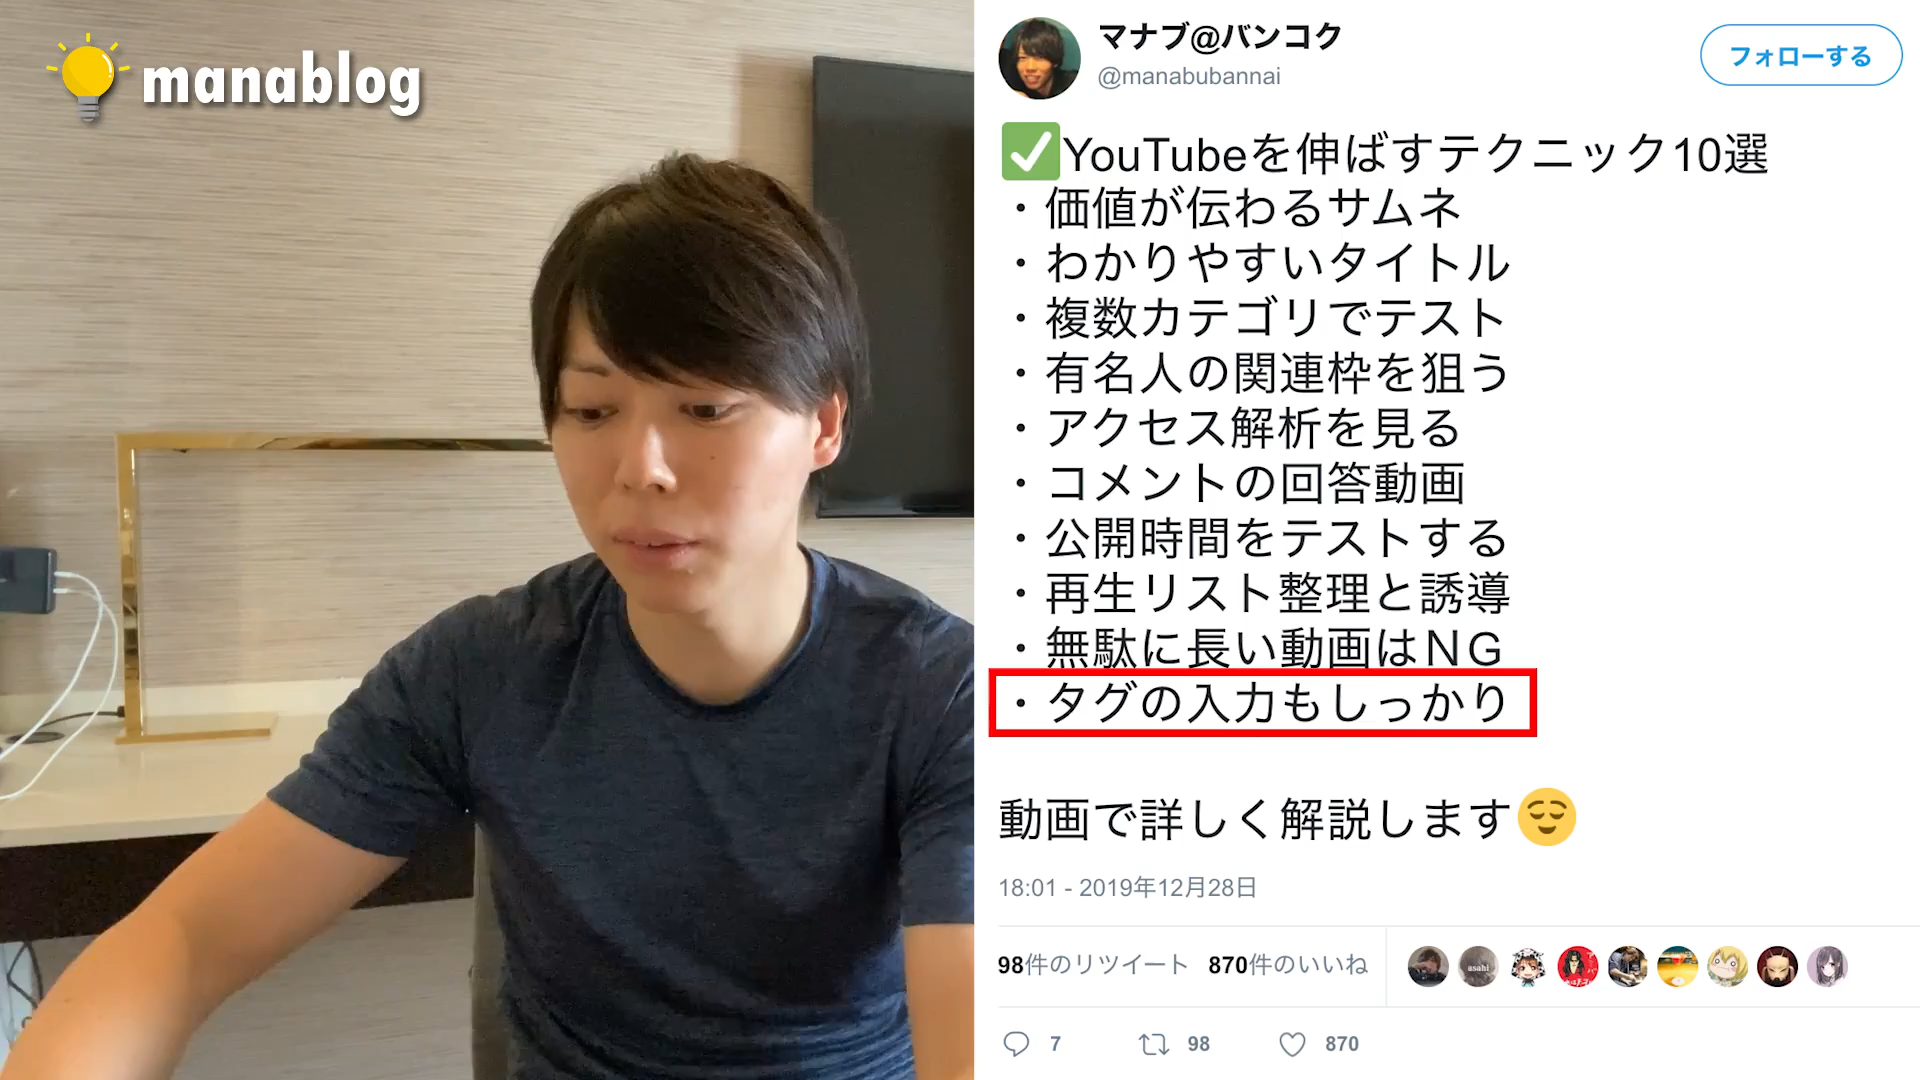 manablog
マナブ@バンコク
@manabubannai
フォローする
✅YouTubeを伸ばすテクニック10選
・価値が伝わるサムネ
・わかりやすいタイトル
・複数カテゴリでテスト
・有名人の関連枠を狙う
・アクセス解析を見る
・コメントの回答動画
・公開時間をテストする
・再生リスト整理と誘導
・無駄に長い動画はNG
・タグの入力もしっかり
動画で詳しく解説します😌
18:01 - 2019年12月28日
98件のリツイート 870件のいいね
asahi
7 98 870